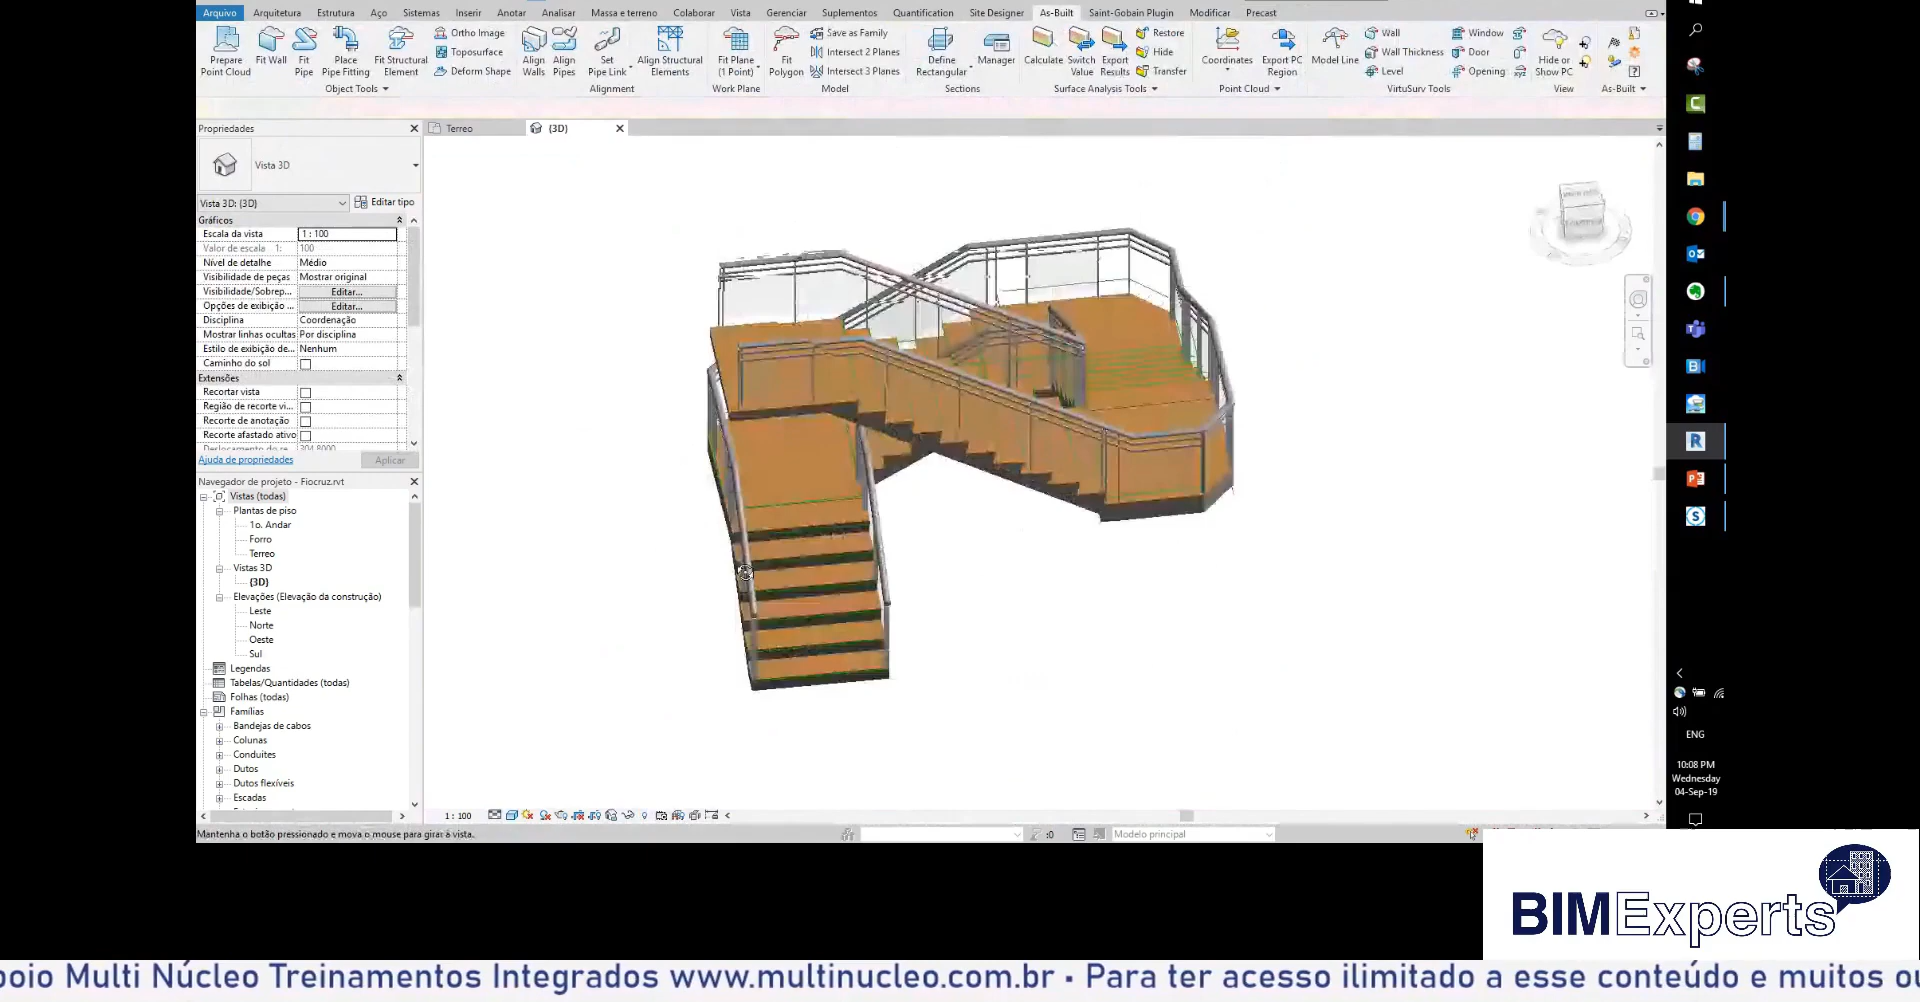 Arquivo Arquitetura Estrutura Aço Sistemas Inserir Anotar Analisar Massa e terreno Colaborar Vista Gerenciar Suplementos Quantification Site Designer As-Built Saint-Gobain Plugin Modificar Precast
Prepare Point Cloud
Fit Wall
Fit Pipe
Place Pipe Fitting
Fit Structural Element
Ortho Image
Toposurface
Deform Shape
Align Walls
Align Pipes
Set Pipe Link
Align Structural Elements
Fit Plane (1 Point)
Fit Polygon
Save as Family
Intersect 2 Planes
Intersect 3 Planes
Define Rectangular
Manager
Calculate
Switch Value
Export Results
Restore
Hide
Transfer
Coordinates
Export PC Region
Model Line
Wall
Wall Thickness
Level
Window
Door
Opening
Hide or Show PC
Object Tools Alignment Work Plane Model Sections Surface Analysis Tools Point Cloud VirtuSurv Tools View As-Built
Propriedades
Terreo
(3D)
Vista 3D
Vista 3D: (3D)
Editar tipo
Gráficos
Escala da vista 1 : 100
Valor de escala 1: 100
Nível de detalhe Médio
Visibilidade de peças Mostrar original
Visibilidade/Sobrep... Editar...
Opções de exibição ... Editar...
Disciplina Coordenação
Mostrar linhas ocultas Por disciplina
Estilo de exibição de... Nenhum
Caminho do sol
Extensões
Recortar vista
Região de recorte vi...
Recorte de anotação
Recorte afastado ativo
Ajuda de propriedades
Aplicar
Navegador de projeto - Fiocruz.rvt
Vistas (todas)
Plantas de piso
1o. Andar
Forro
Terreo
Vistas 3D
(3D)
Elevações (Elevação da construção)
Leste
Norte
Oeste
Sul
Legendas
Tabelas/Quantidades (todas)
Folhas (todas)
Famílias
Bandejas de cabos
Colunas
Conduites
Dutos
Dutos flexíveis
Escadas
1 : 100
Mantenha o botão pressionado e mova o mouse para girar a vista.
:0
Modelo principal
ENG
10:08 PM
Wednesday
04-Sep-19
BIMExperts
poio Multi Núcleo Treinamentos Integrados www.multinucleo.com.br • Para ter acesso ilimitado a esse conteúdo e muitos ou